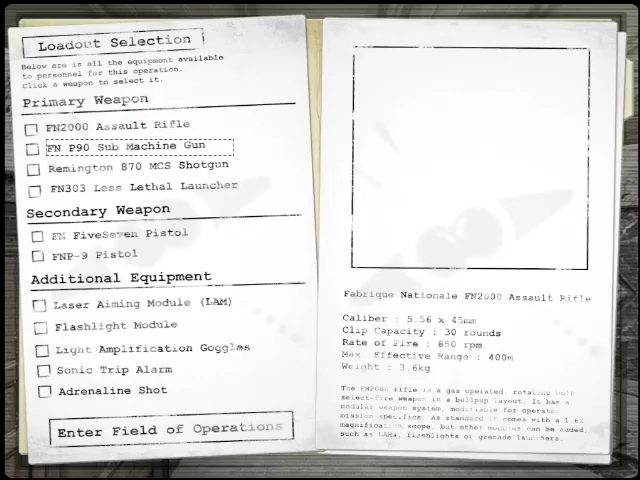 Loadout Selection
Below are is all the equipment available
to personnel for this operation.
Click a weapon to select it.
Primary Weapon
FN2000 Assault Rifle
FN P90 Sub Machine Gun
Remington 870 MCS Shotgun
FN303 Less Lethal Launcher
Secondary Weapon
FN FiveSeven Pistol
FNP-9 Pistol
Additional Equipment
Laser Aiming Module (LAM)
Flashlight Module
Light Amplification Goggles
Sonic Trip Alarm
Adrenaline Shot
Enter Field of Operations
Fabrique Nationale FN2000 Assault Rifle
Caliber : 5.56 x 45mm
Clip Capacity : 30 rounds
Rate of Fire : 850 rpm
Max Effective Range : 400m
Weight : 3.6kg
The FN2000 rifle is a gas operated, rotating bolt
select-fire weapon in a bullpup layout. It has a
modular weapon system, modifiable for operator
mission-specifics. As standard it comes with a 1.6x
magnification scope, but other modules can be added,
such as LAMs, flashlights or grenade launchers.